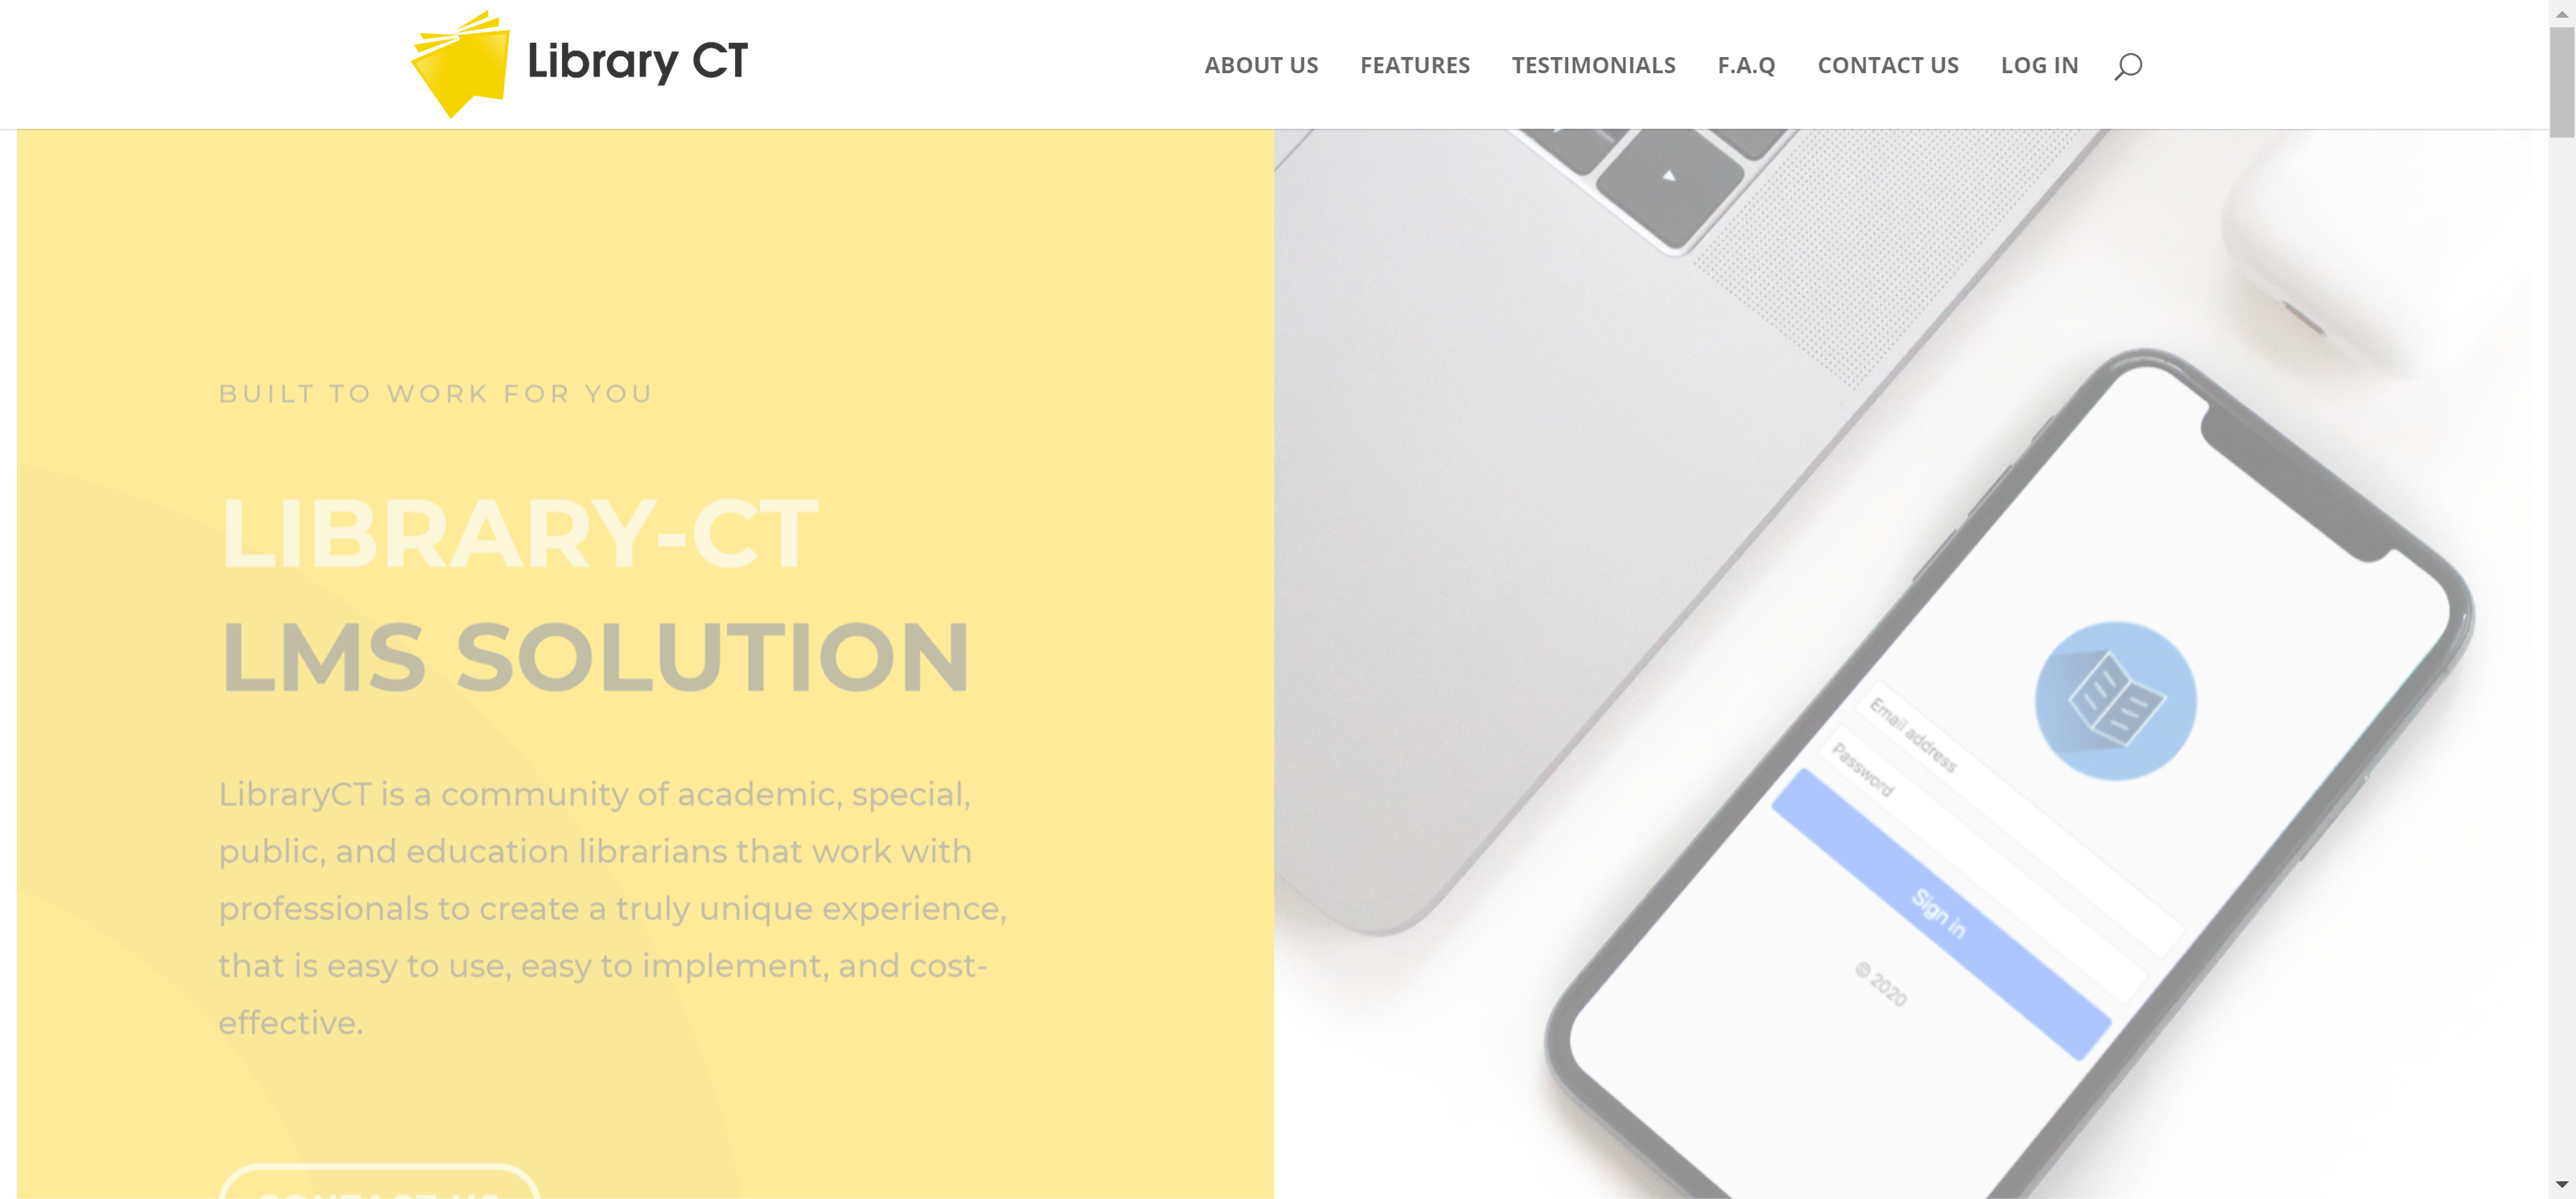 Library CT
ABOUT US FEATURES TESTIMONIALS F.A.Q CONTACT US LOG IN
BUILT TO WORK FOR YOU
LIBRARY-CT
LMS SOLUTION
LibraryCT is a community of academic, special,
public, and education librarians that work with
professionals to create a truly unique experience,
that is easy to use, easy to implement, and cost-
effective.
CONTACT US
Email address
Password
Sign in
© 2020